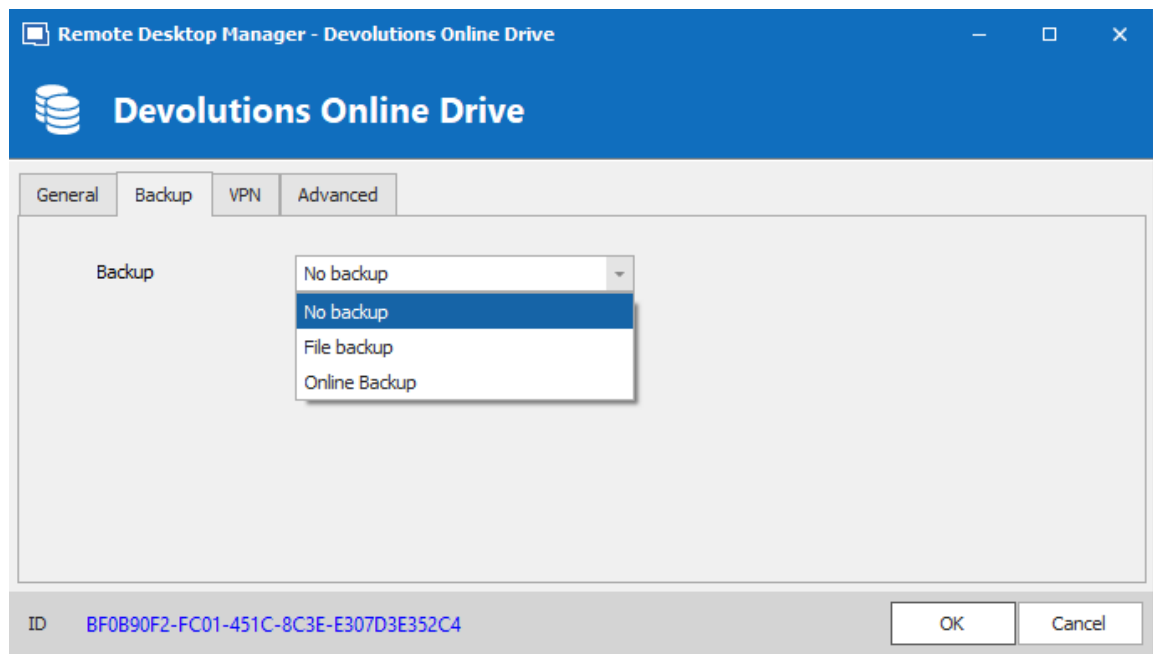 Remote Desktop Manager - Devolutions Online Drive
Devolutions Online Drive
General Backup VPN Advanced
Backup No backup
No backup
File backup
Online Backup
ID BF0B90F2-FC01-451C-8C3E-E307D3E352C4 OK Cancel